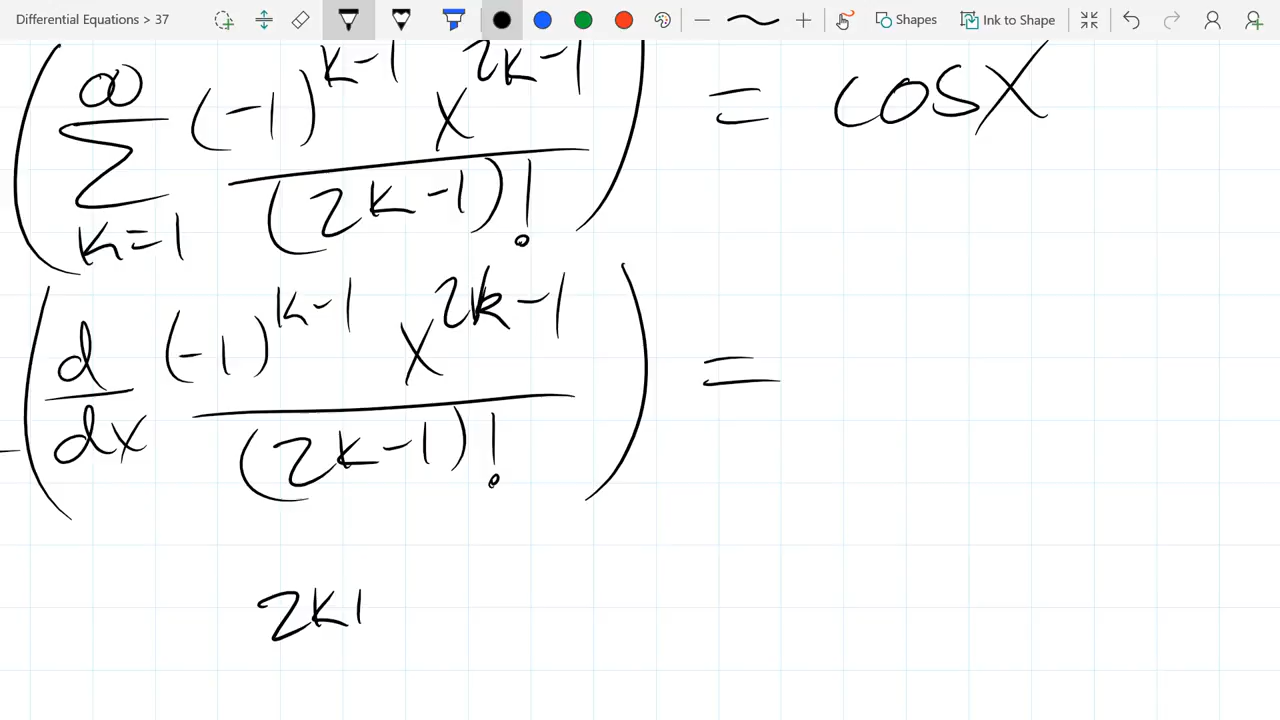 Differential Equations > 37
Shapes
Ink to Shape
( ∞ ∑ k=1 (-1)^{k-1} x^{2k-1} / (2k-1)! ) = cosx
( d/dx (-1)^{k-1} x^{2k-1} / (2k-1)! ) =
2k1